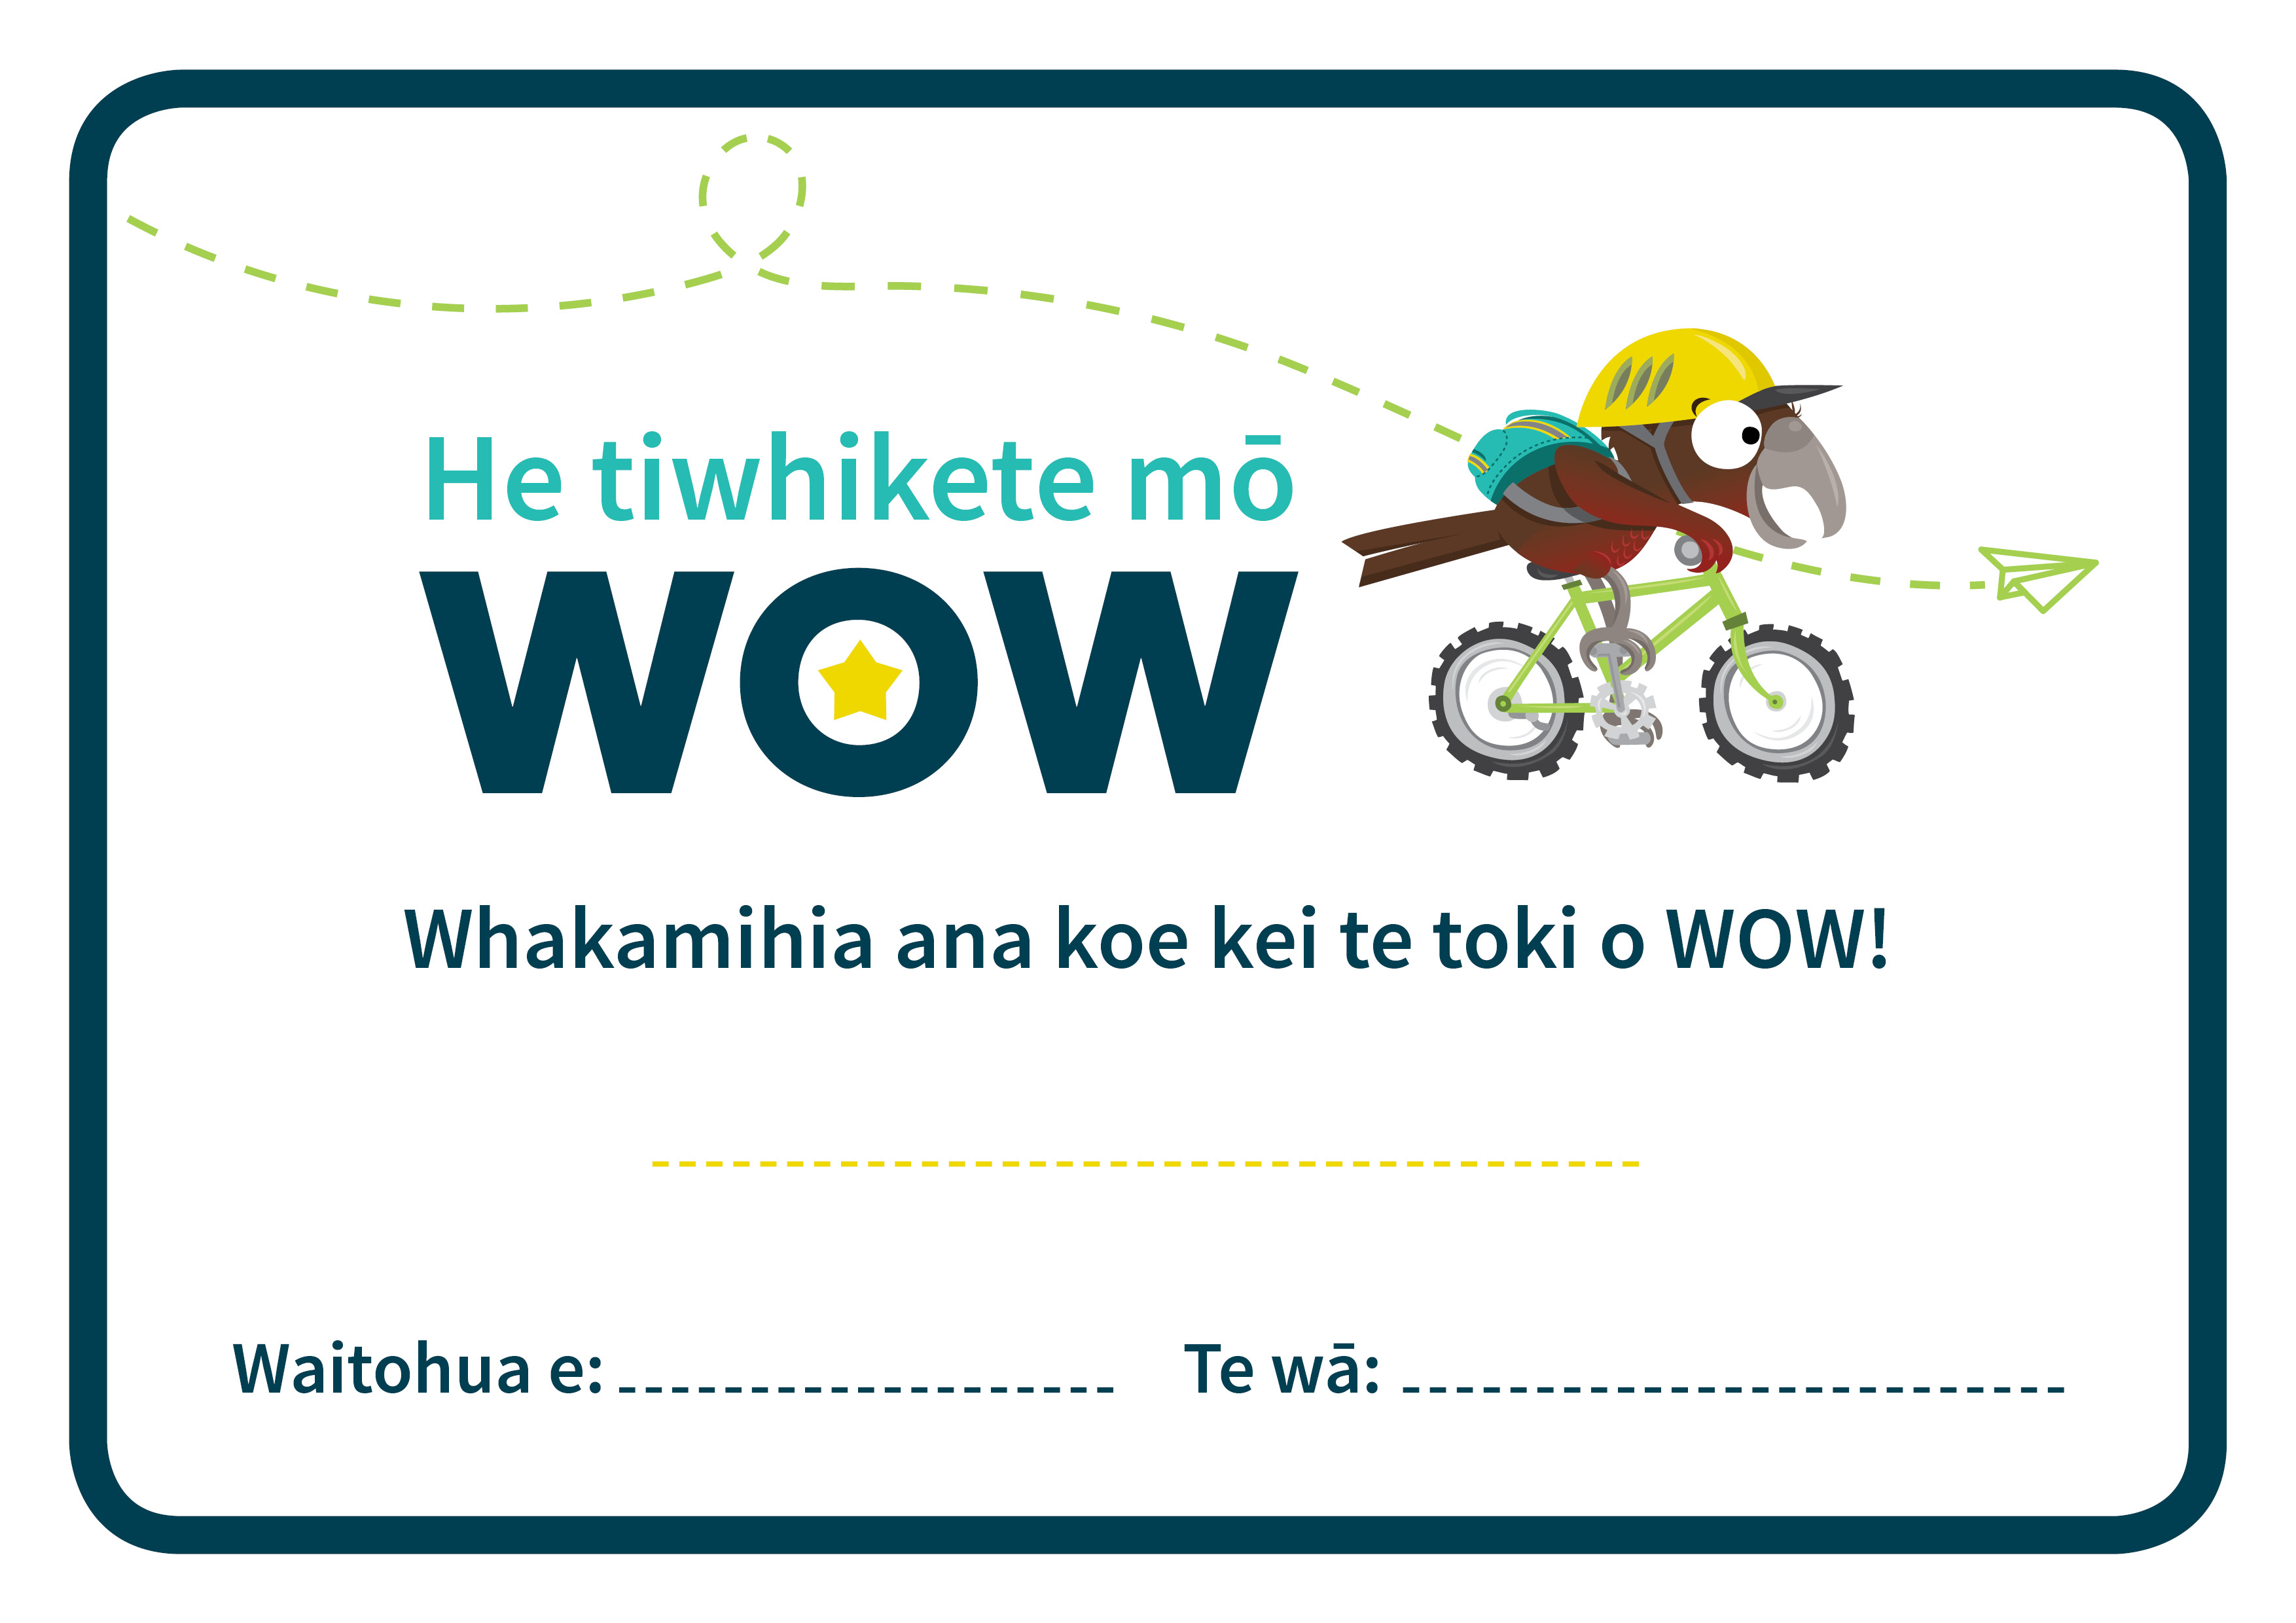 He tiwhikete mō
WOW
Whakamihia ana koe kei te toki o WOW!
Waitohua e: Te wā: